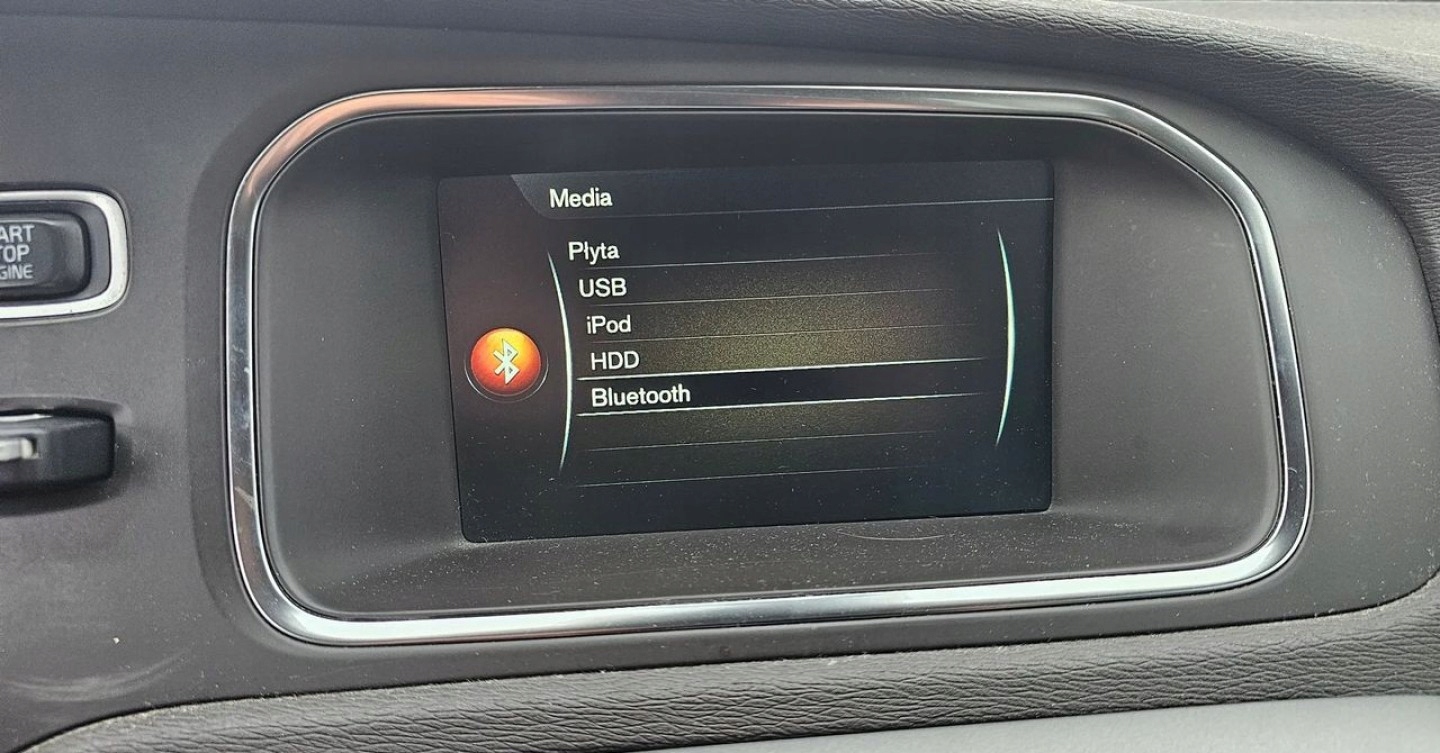 Media
Płyta
USB
iPod
HDD
Bluetooth